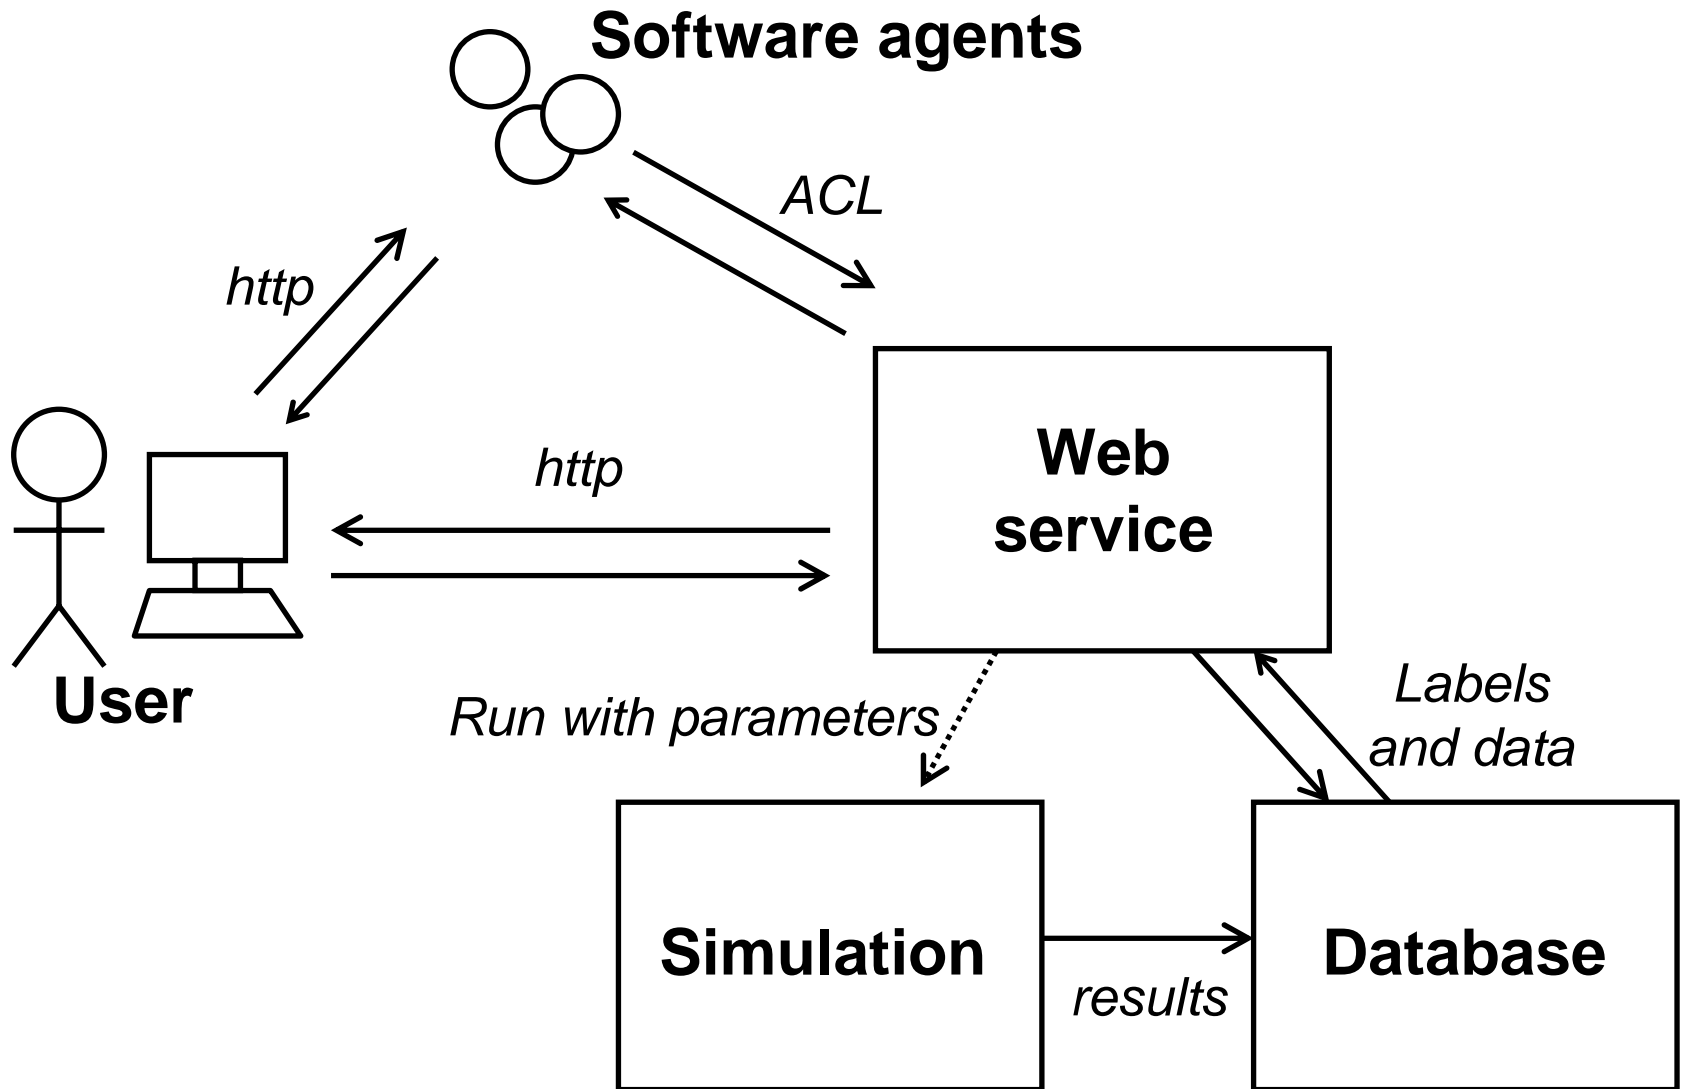 Software agents
ACL
http
http
Web
service
User
Run with parameters
Labels
and data
Simulation
Database
results